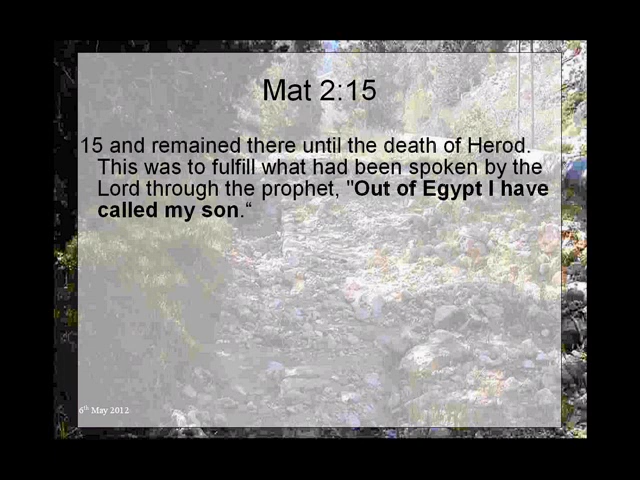 Mat 2:15
15 and remained there until the death of Herod.
This was to fulfill what had been spoken by the
Lord through the prophet, "Out of Egypt I have
called my son.“
6th May 2012